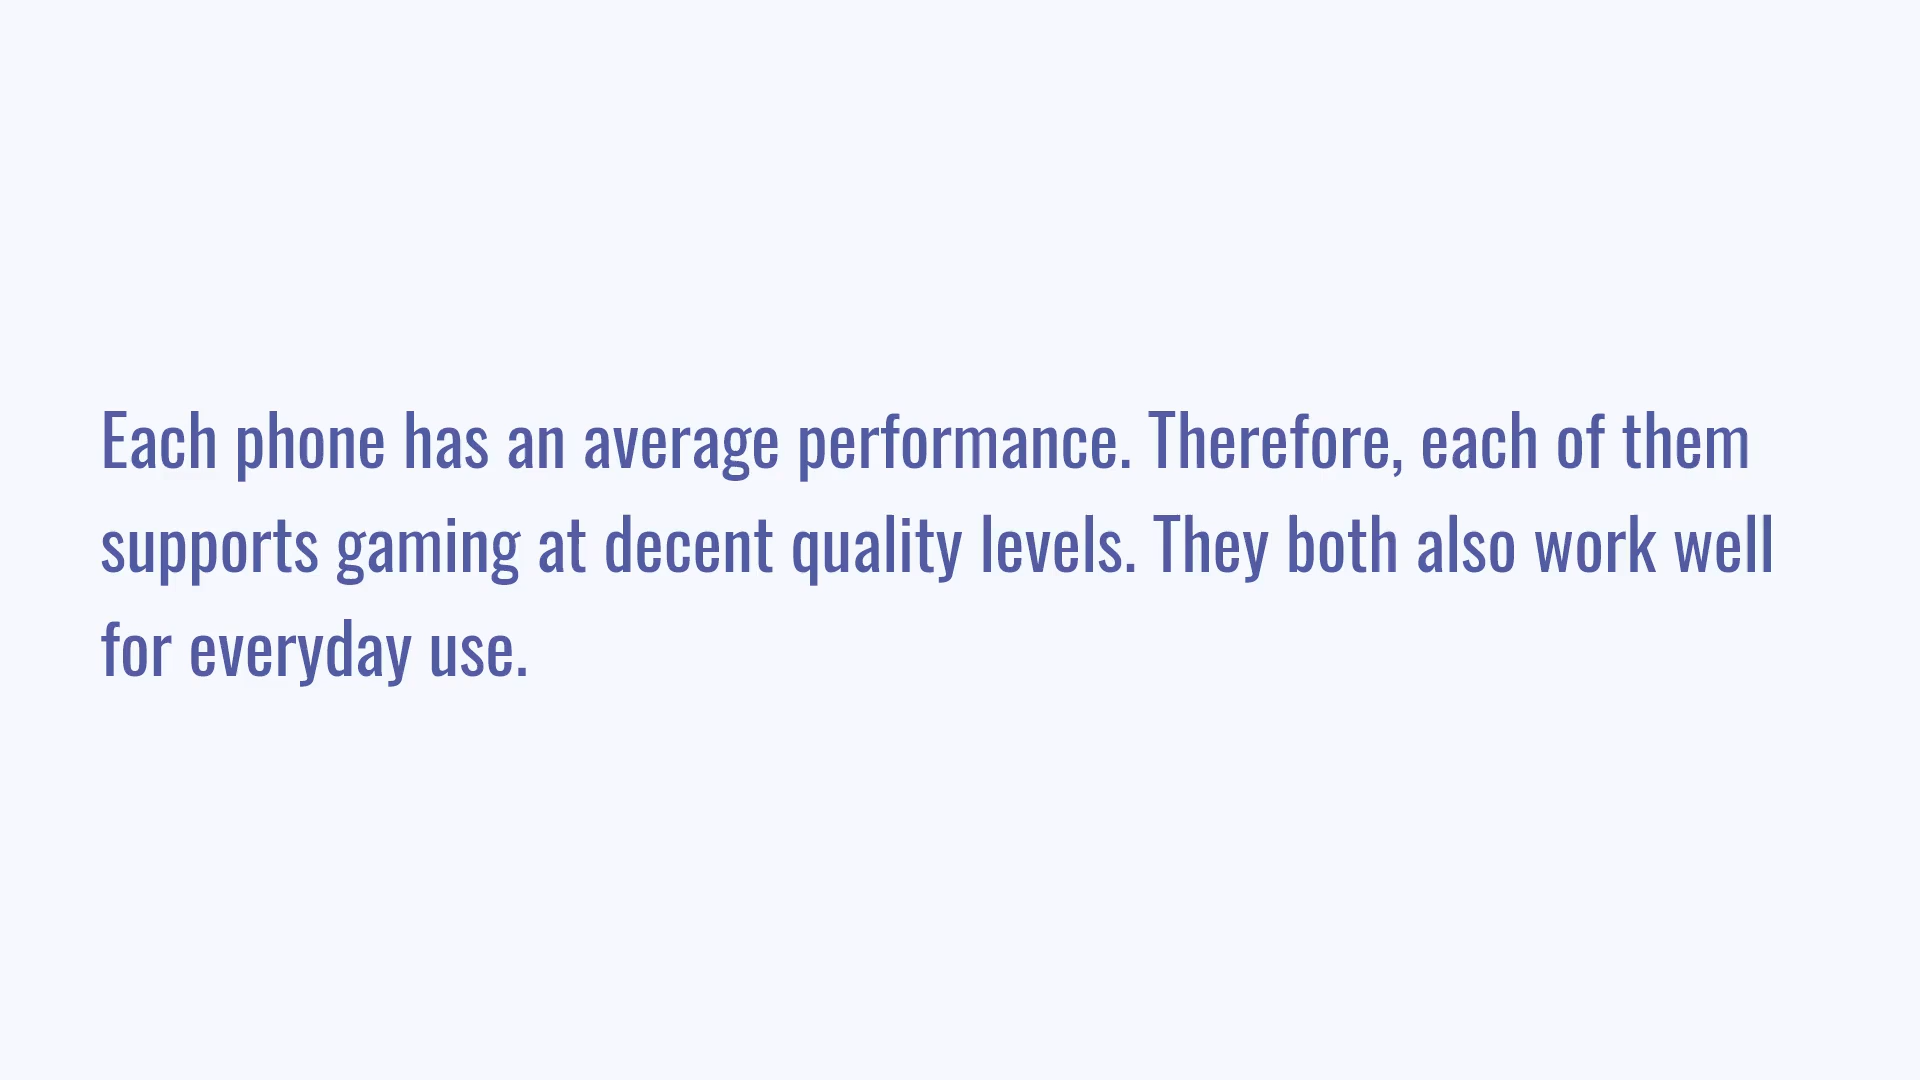 Each phone has an average performance. Therefore, each of them
supports gaming at decent quality levels. They both also work well
for everyday use.